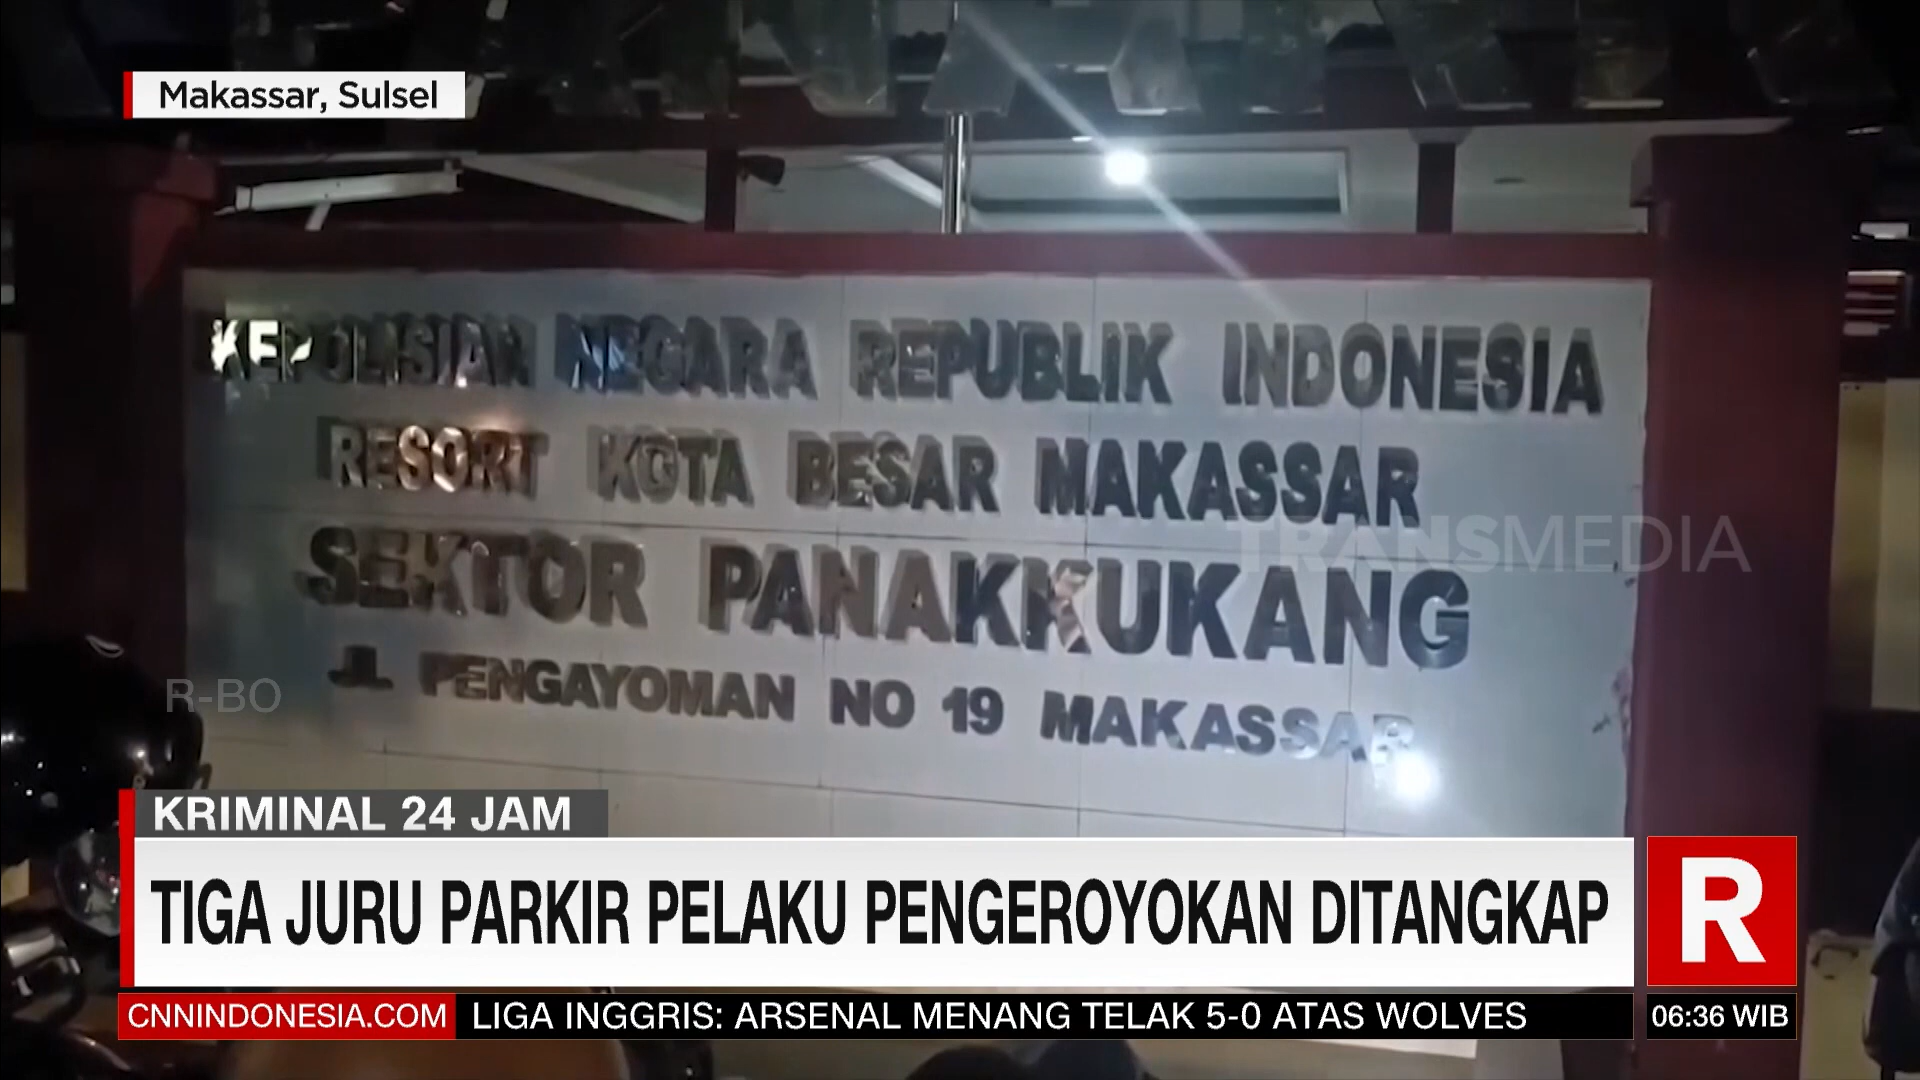 Makassar, Sulsel
KEPOLISIAN NEGARA REPUBLIK INDONESIA
RESORT KOTA BESAR MAKASSAR
SEKTOR PANAKKUKANG
JL. PENGAYOMAN NO 19 MAKASSAR
TRANSMEDIA
R-BO
KRIMINAL 24 JAM
TIGA JURU PARKIR PELAKU PENGEROYOKAN DITANGKAP
R
CNNINDONESIA.COM
LIGA INGGRIS: ARSENAL MENANG TELAK 5-0 ATAS WOLVES
06:36 WIB